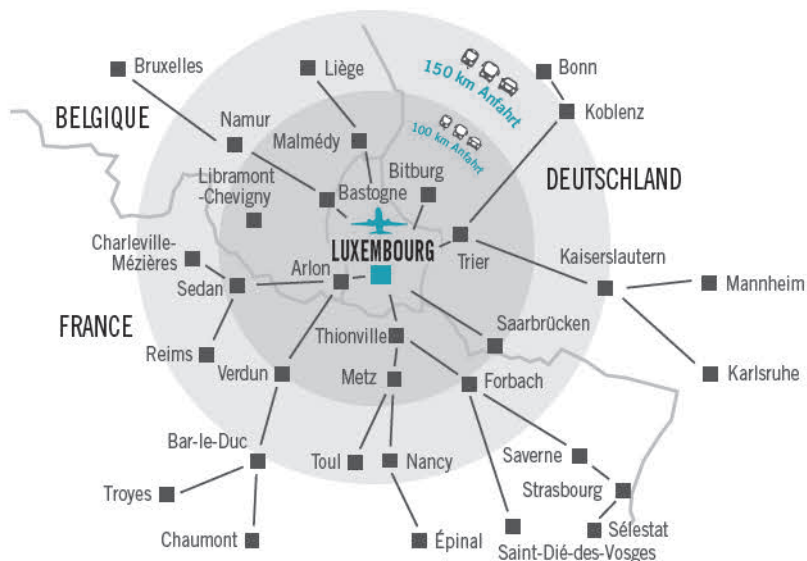 Bruxelles
Liège
150 km Anfahrt
Bonn
Koblenz
BELGIQUE
Namur
Malmédy
100 km Anfahrt
Libramont
-Chevigny
Bastogne
Bitburg
DEUTSCHLAND
Charleville-
Mézières
LUXEMBOURG
Trier
Kaiserslautern
Arlon
Sedan
Mannheim
FRANCE
Thionville
Saarbrücken
Reims
Verdun
Metz
Forbach
Karlsruhe
Bar-le-Duc
Toul
Nancy
Saverne
Troyes
Strasbourg
Chaumont
Épinal
Sélestat
Saint-Dié-des-Vosges